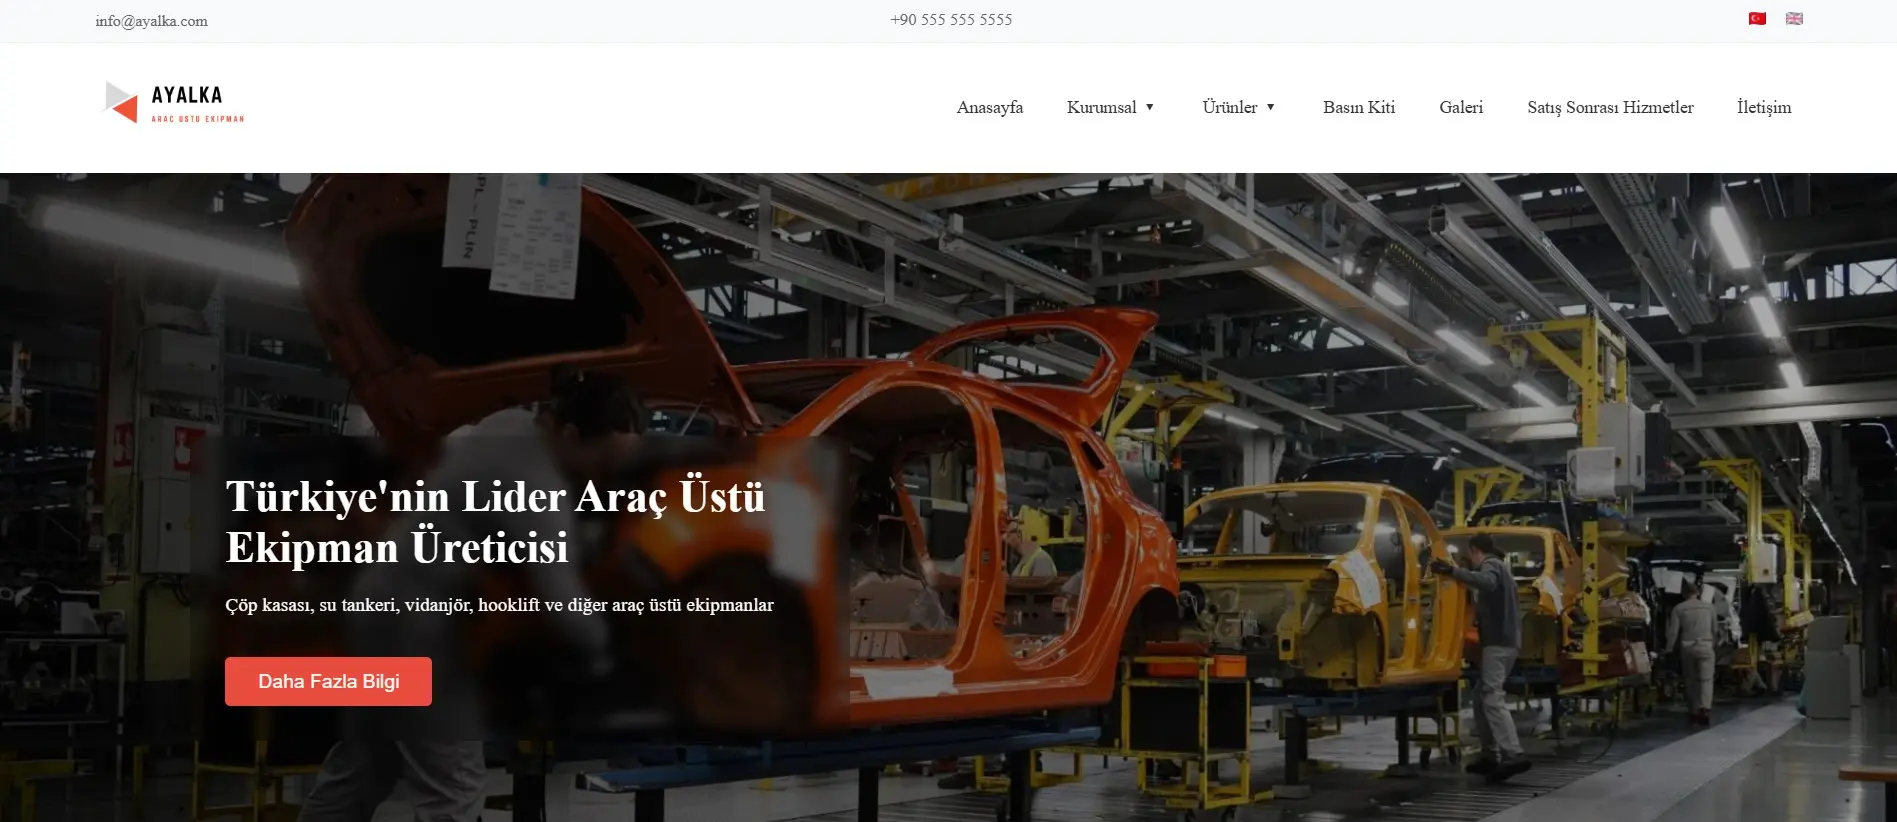 info@ayalka.com
+90 555 555 5555
AYALKA
ARAC USTU EKIPMAN
Anasayfa
Kurumsal ▼
Ürünler ▼
Basın Kiti
Galeri
Satış Sonrası Hizmetler
İletişim
Türkiye'nin Lider Araç Üstü
Ekipman Üreticisi
Çöp kasası, su tankeri, vidanjör, hooklift ve diğer araç üstü ekipmanlar
Daha Fazla Bilgi